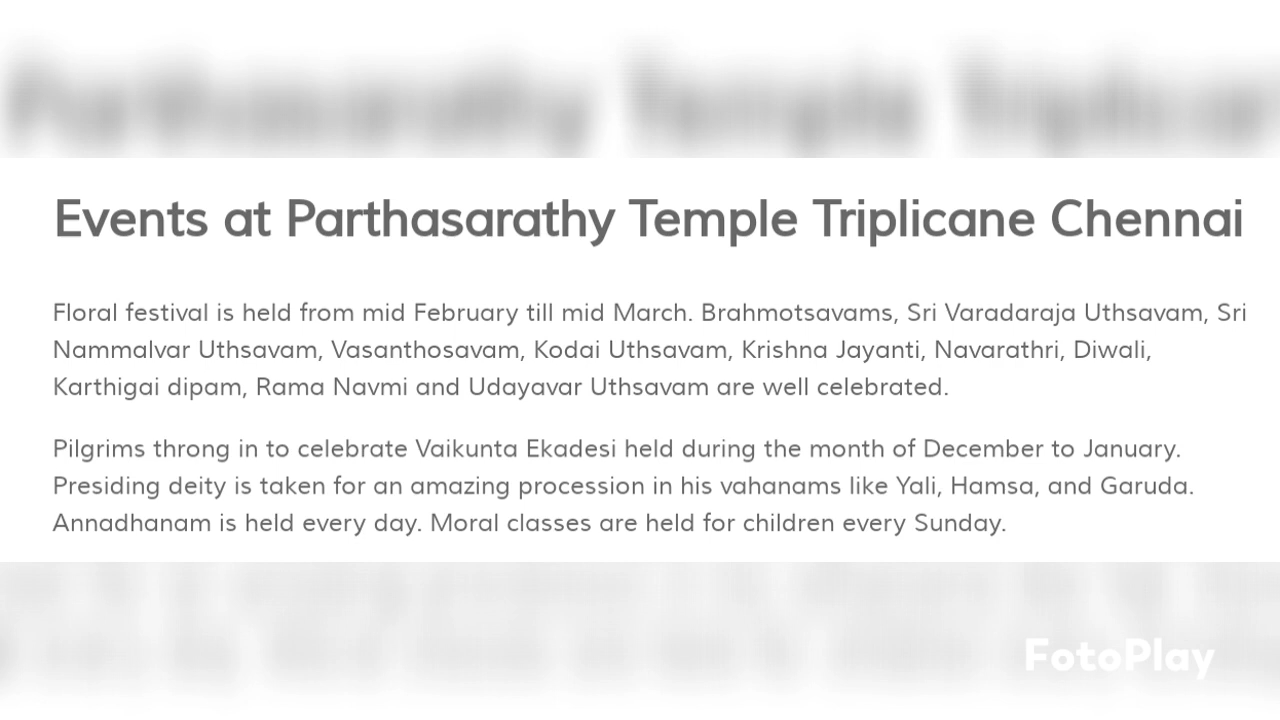 Events at Parthasarathy Temple Triplicane Chennai
Floral festival is held from mid February till mid March. Brahmotsavams, Sri Varadaraja Uthsavam, Sri
Nammalvar Uthsavam, Vasanthosavam, Kodai Uthsavam, Krishna Jayanti, Navarathri, Diwali,
Karthigai dipam, Rama Navmi and Udayavar Uthsavam are well celebrated.
Pilgrims throng in to celebrate Vaikunta Ekadesi held during the month of December to January.
Presiding deity is taken for an amazing procession in his vahanams like Yali, Hamsa, and Garuda.
Annadhanam is held every day. Moral classes are held for children every Sunday.
FotoPlay